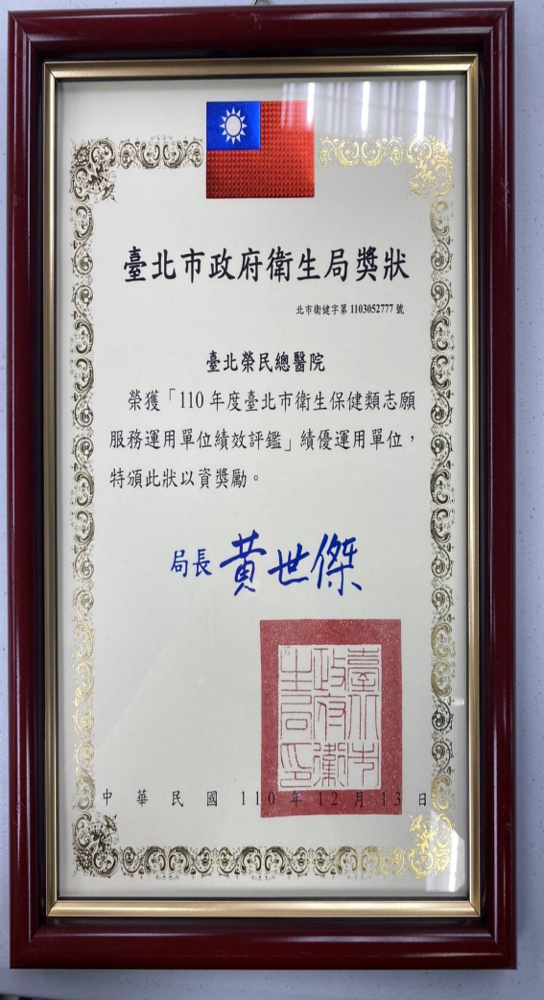 臺北市政府衛生局獎狀
北市衛健字第1103052777號
臺北榮民總醫院
榮獲「110年度臺北市衛生保健類志願
服務運用單位績效評鑑」績優運用單位，
特頒此狀以資獎勵。
局長 黃世傑
臺北市
政府衛
生局印
中華民國110年12月13日